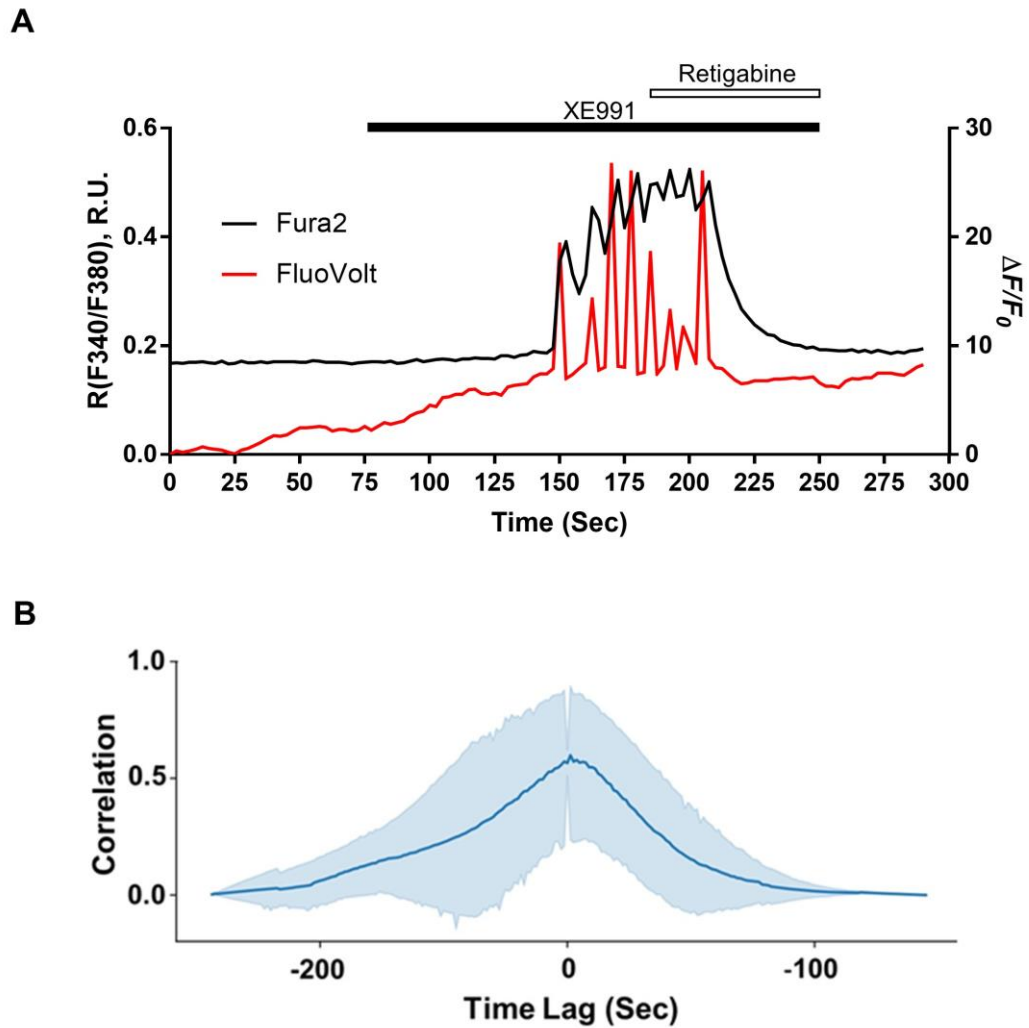 A
Retigabine
XE991
0.6
30
Fura2
FluoVolt
0.4
20
0.2
10
0.0
0
R(F340/F380), R.U.
ΔF/F0
0 25 50 75 100 125 150 175 200 225 250 275 300
Time (Sec)
B
1.0
0.5
0.0
Correlation
-200 0 -100
Time Lag (Sec)